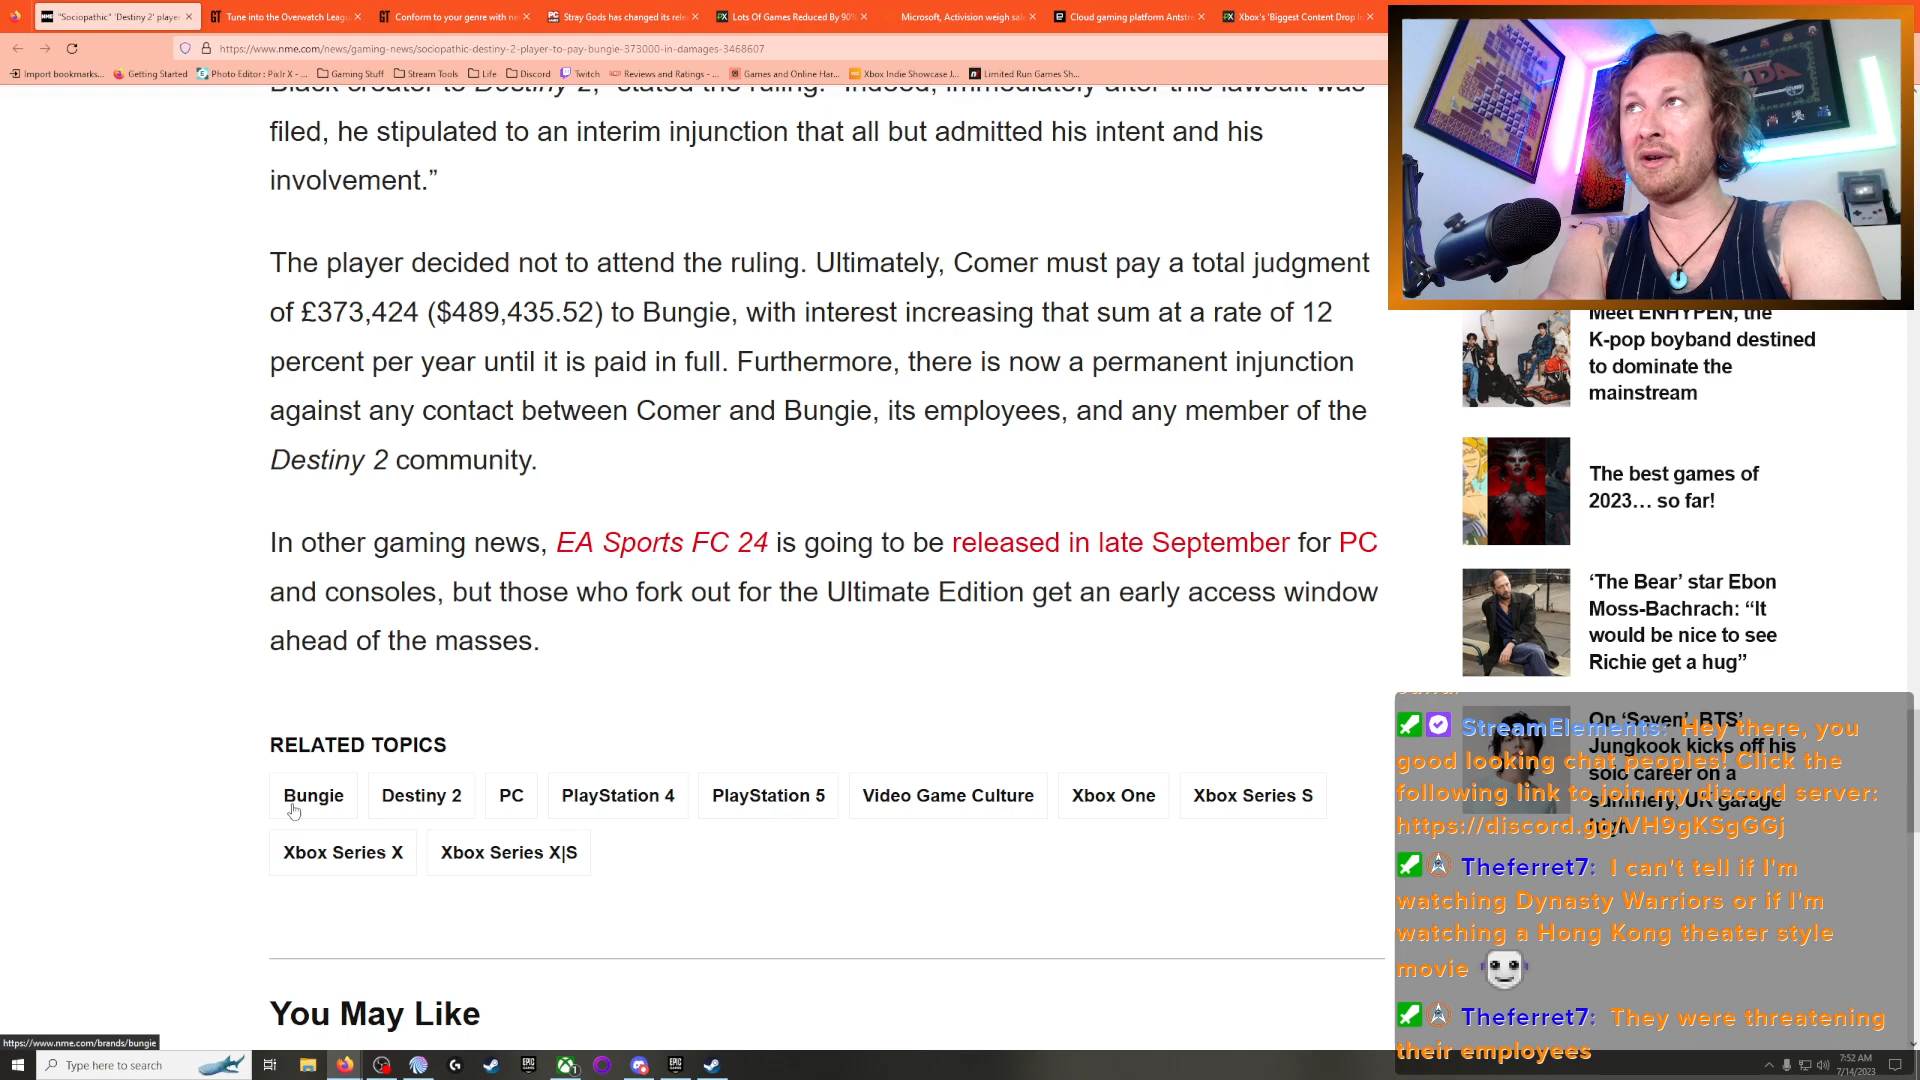 "Sociopathic" 'Destiny 2' player
Tune into the Overwatch Leagu
Conform to your genre with ne
Stray Gods has changed its rele
Lots Of Games Reduced By 90%
Microsoft, Activision weigh sal
Cloud gaming platform Antstre
Xbox's 'Biggest Content Drop I
https://www.nme.com/news/gaming-news/sociopathic-destiny-2-player-to-pay-bungie-373000-in-damages-3468607
Import bookmarks...
Getting Started
Photo Editor : Pixlr X - ...
Gaming Stuff
Stream Tools
Life
Discord
Twitch
Reviews and Ratings - ...
Games and Online Har...
Xbox Indie Showcase J...
Limited Run Games Sh...
Black creator to Destiny 2," stated the ruling. "Indeed, immediately after this lawsuit was
filed, he stipulated to an interim injunction that all but admitted his intent and his
involvement.”
The player decided not to attend the ruling. Ultimately, Comer must pay a total judgment
of £373,424 ($489,435.52) to Bungie, with interest increasing that sum at a rate of 12
percent per year until it is paid in full. Furthermore, there is now a permanent injunction
against any contact between Comer and Bungie, its employees, and any member of the
Destiny 2 community.
In other gaming news, EA Sports FC 24 is going to be released in late September for PC
and consoles, but those who fork out for the Ultimate Edition get an early access window
ahead of the masses.
RELATED TOPICS
Bungie
Destiny 2
PC
PlayStation 4
PlayStation 5
Video Game Culture
Xbox One
Xbox Series S
Xbox Series X
Xbox Series X|S
You May Like
Meet ENHYPEN, the
K-pop boyband destined
to dominate the
mainstream
The best games of
2023… so far!
‘The Bear’ star Ebon
Moss-Bachrach: “It
would be nice to see
Richie get a hug”
On ‘Seven’, BTS’
Jungkook kicks off his
solo career on a
summery, UK garage
high
StreamElements: Hey there, you
good looking chat peoples! Click the
following link to join my discord server:
https://discord.gg/VH9gKSgGGj
Theferret7: I can't tell if I'm
watching Dynasty Warriors or if I'm
watching a Hong Kong theater style
movie
Theferret7: They were threatening
their employees
https://www.nme.com/brands/bungie
Type here to search
7:52 AM
7/14/2023